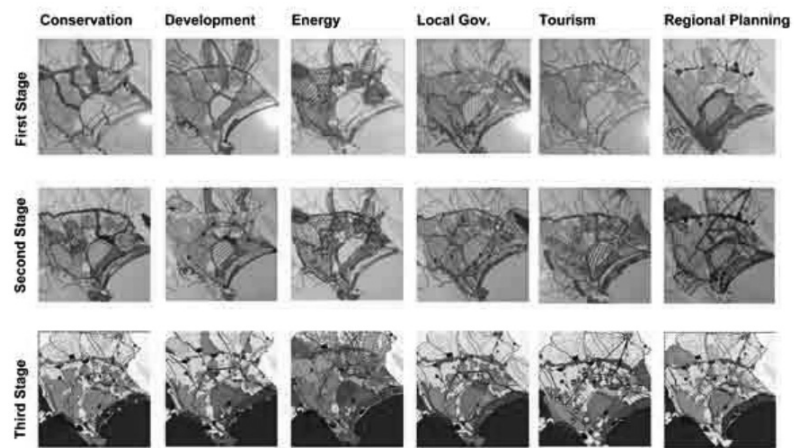 Conservation Development Energy Local Gov. Tourism Regional Planning
First Stage
Second Stage
Third Stage